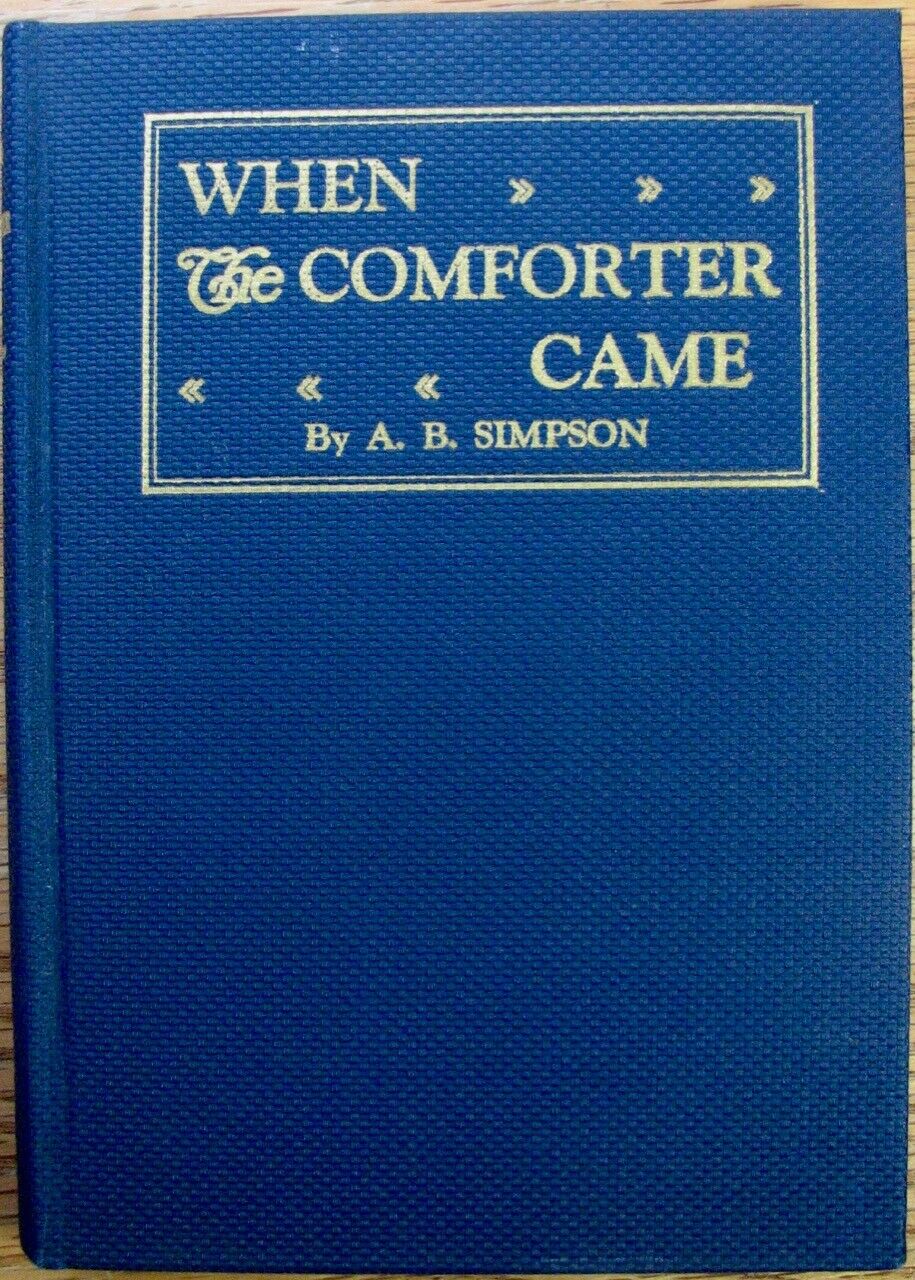 WHEN » » »
The COMFORTER
« « « CAME
By A. B. SIMPSON